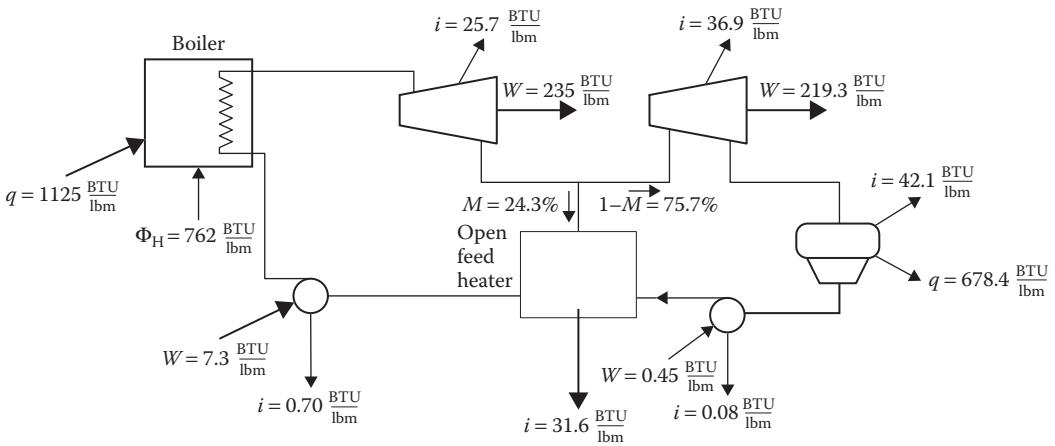 i = 25.7 BTU/lbm
i = 36.9 BTU/lbm
Boiler
W = 235 BTU/lbm
W = 219.3 BTU/lbm
q = 1125 BTU/lbm
i = 42.1 BTU/lbm
M = 24.3%
1–M = 75.7%
Φ_H = 762 BTU/lbm
Open
feed
heater
q = 678.4 BTU/lbm
W = 7.3 BTU/lbm
W = 0.45 BTU/lbm
i = 0.70 BTU/lbm
i = 31.6 BTU/lbm
i = 0.08 BTU/lbm